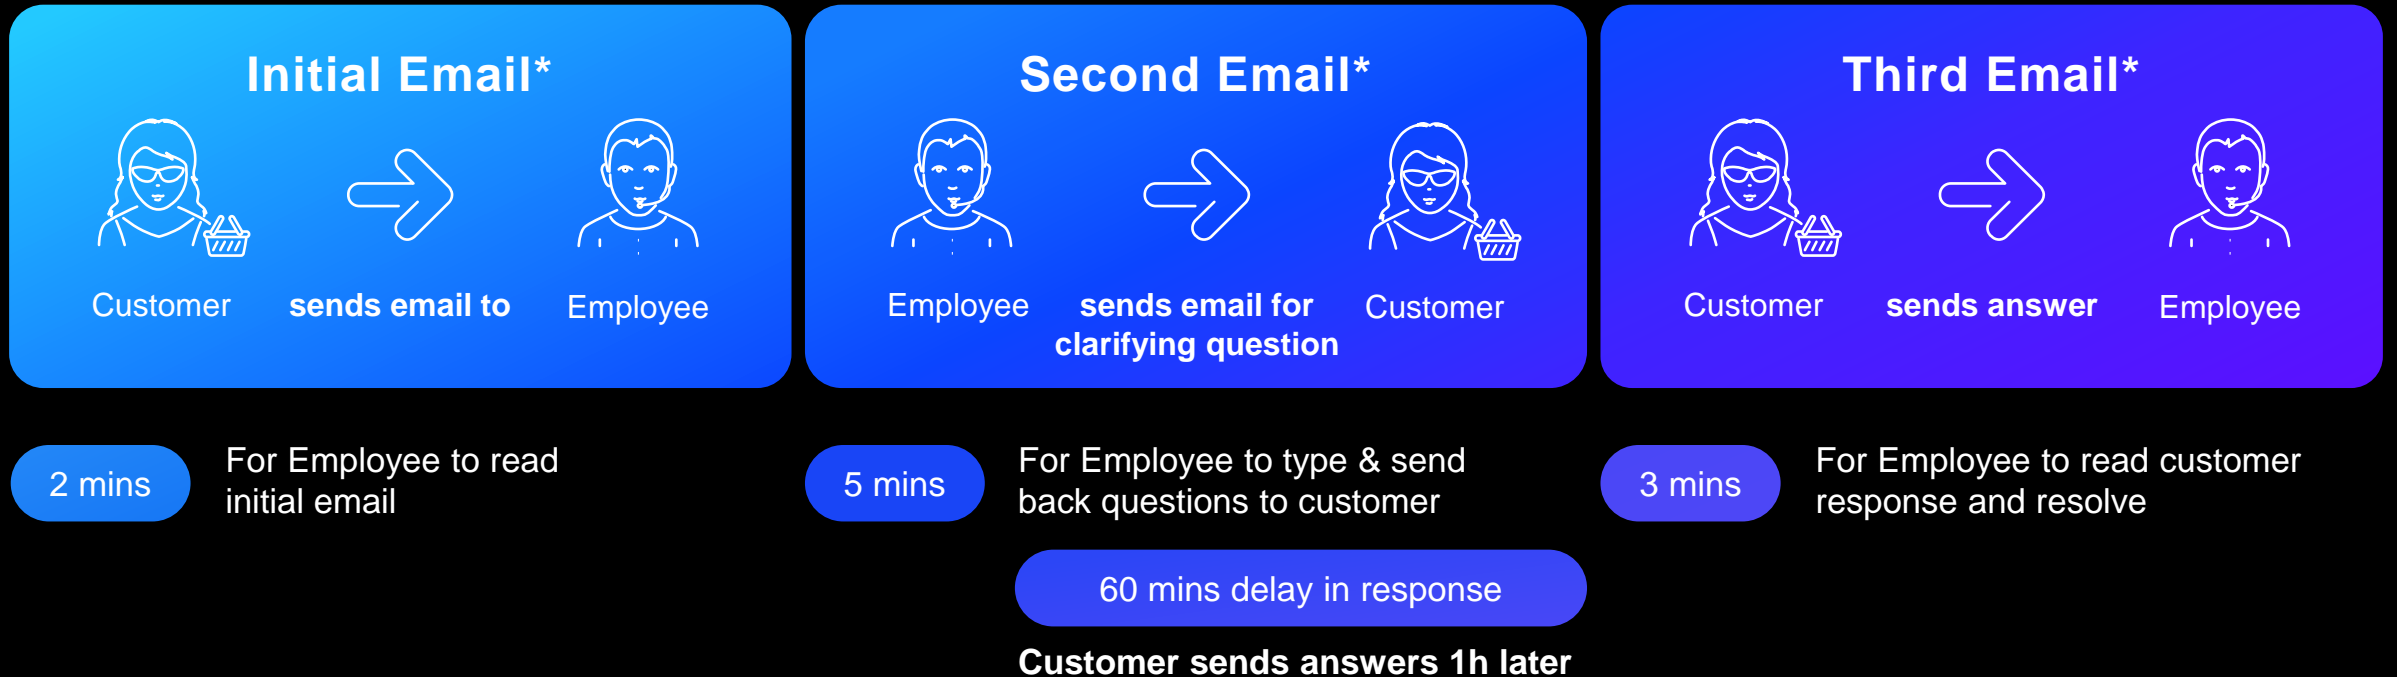 Initial Email*
Customer
sends email to
Employee
Second Email*
Employee
sends email for
clarifying question
Customer
Third Email*
Customer
sends answer
Employee
2 mins
For Employee to read
initial email
5 mins
For Employee to type & send
back questions to customer
60 mins delay in response
Customer sends answers 1h later
3 mins
For Employee to read customer
response and resolve